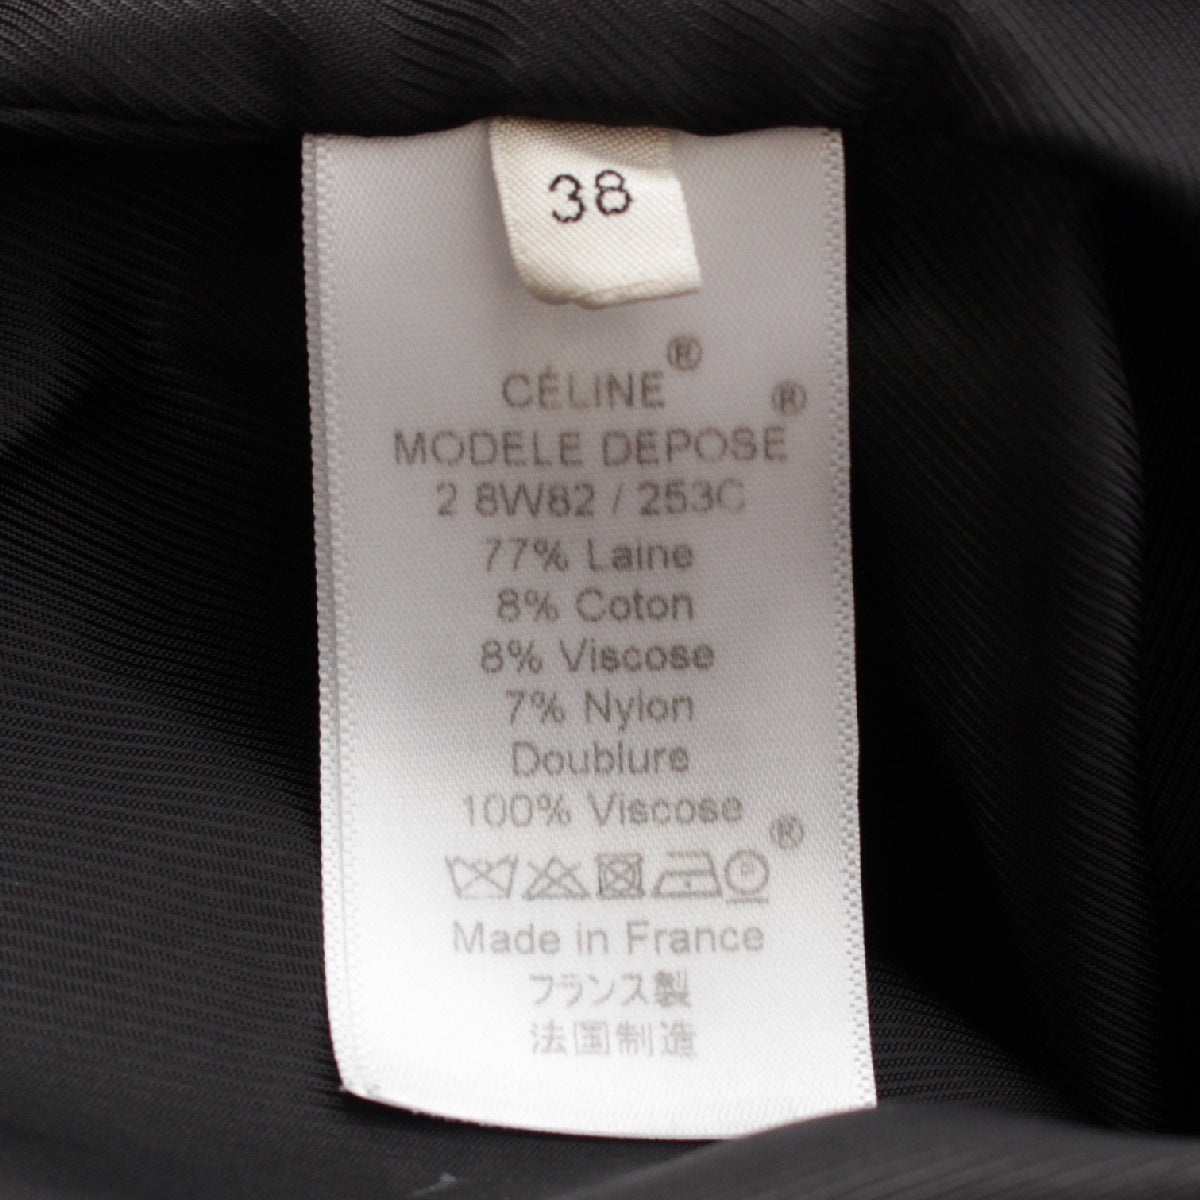 38
CÉLINE®
MODELE DEPOSE®
2 8W82 / 253C
77% Laine
8% Coton
8% Viscose
7% Nylon
Doublure
100% Viscose
®
P
Made in France
フランス製
法国制造